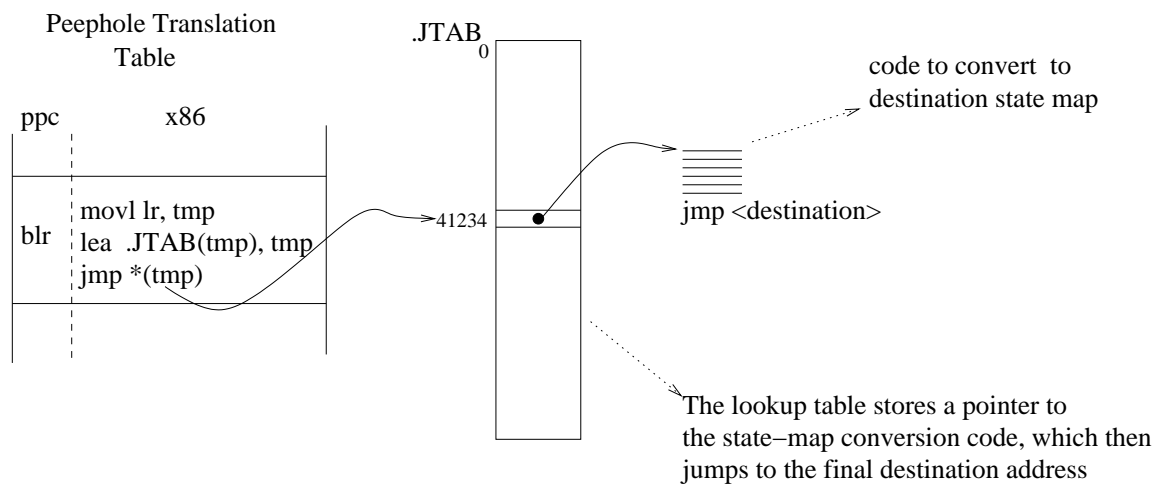 Peephole Translation
Table
ppc
x86
blr
movl lr, tmp
lea .JTAB(tmp), tmp
jmp *(tmp)
.JTAB
0
41234
code to convert to
destination state map
jmp <destination>
The lookup table stores a pointer to
the state−map conversion code, which then
jumps to the final destination address